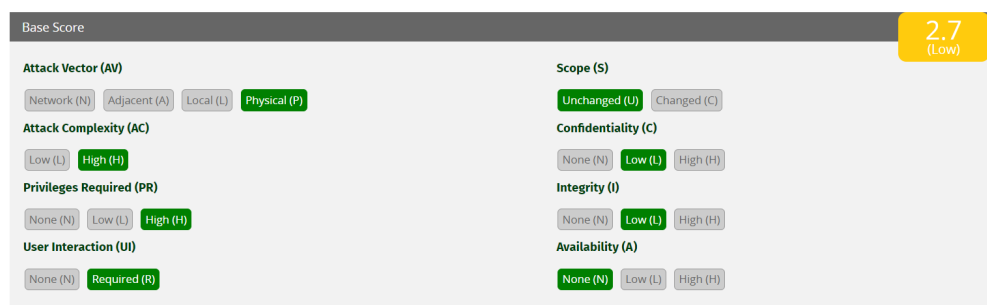 Base Score
2.7
(Low)
Attack Vector (AV)
Network (N) Adjacent (A) Local (L) Physical (P)
Attack Complexity (AC)
Low (L) High (H)
Privileges Required (PR)
None (N) Low (L) High (H)
User Interaction (UI)
None (N) Required (R)
Scope (S)
Unchanged (U) Changed (C)
Confidentiality (C)
None (N) Low (L) High (H)
Integrity (I)
None (N) Low (L) High (H)
Availability (A)
None (N) Low (L) High (H)